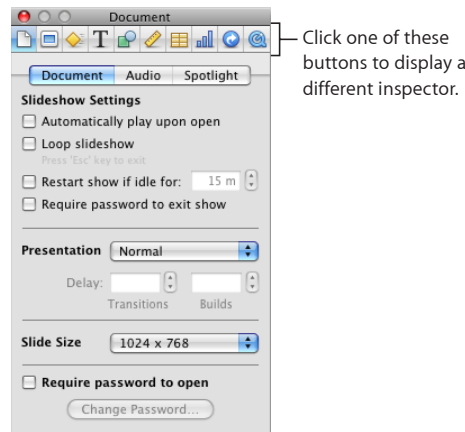 Document
T
Click one of these
buttons to display a
different inspector.
Document Audio Spotlight
Slideshow Settings
Automatically play upon open
Loop slideshow
Press 'Esc' key to exit
Restart show if idle for: 15 m
Require password to exit show
Presentation Normal
Delay:
Transitions Builds
Slide Size 1024 x 768
Require password to open
Change Password...